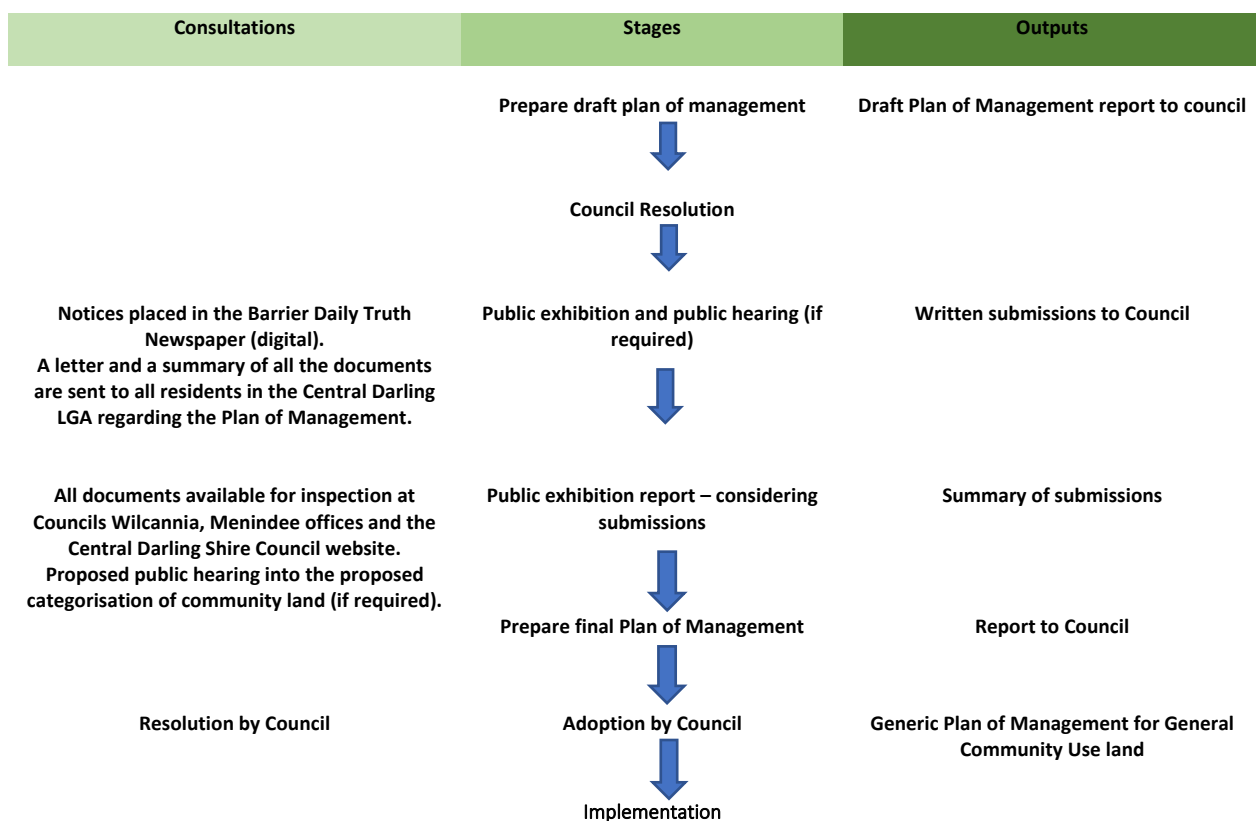 Consultations
Stages
Outputs
Prepare draft plan of management
Draft Plan of Management report to council
Council Resolution
Notices placed in the Barrier Daily Truth
Newspaper (digital).
A letter and a summary of all the documents
are sent to all residents in the Central Darling
LGA regarding the Plan of Management.
Public exhibition and public hearing (if
required)
Written submissions to Council
All documents available for inspection at
Councils Wilcannia, Menindee offices and the
Central Darling Shire Council website.
Proposed public hearing into the proposed
categorisation of community land (if required).
Public exhibition report – considering
submissions
Summary of submissions
Prepare final Plan of Management
Report to Council
Resolution by Council
Adoption by Council
Generic Plan of Management for General
Community Use land
Implementation